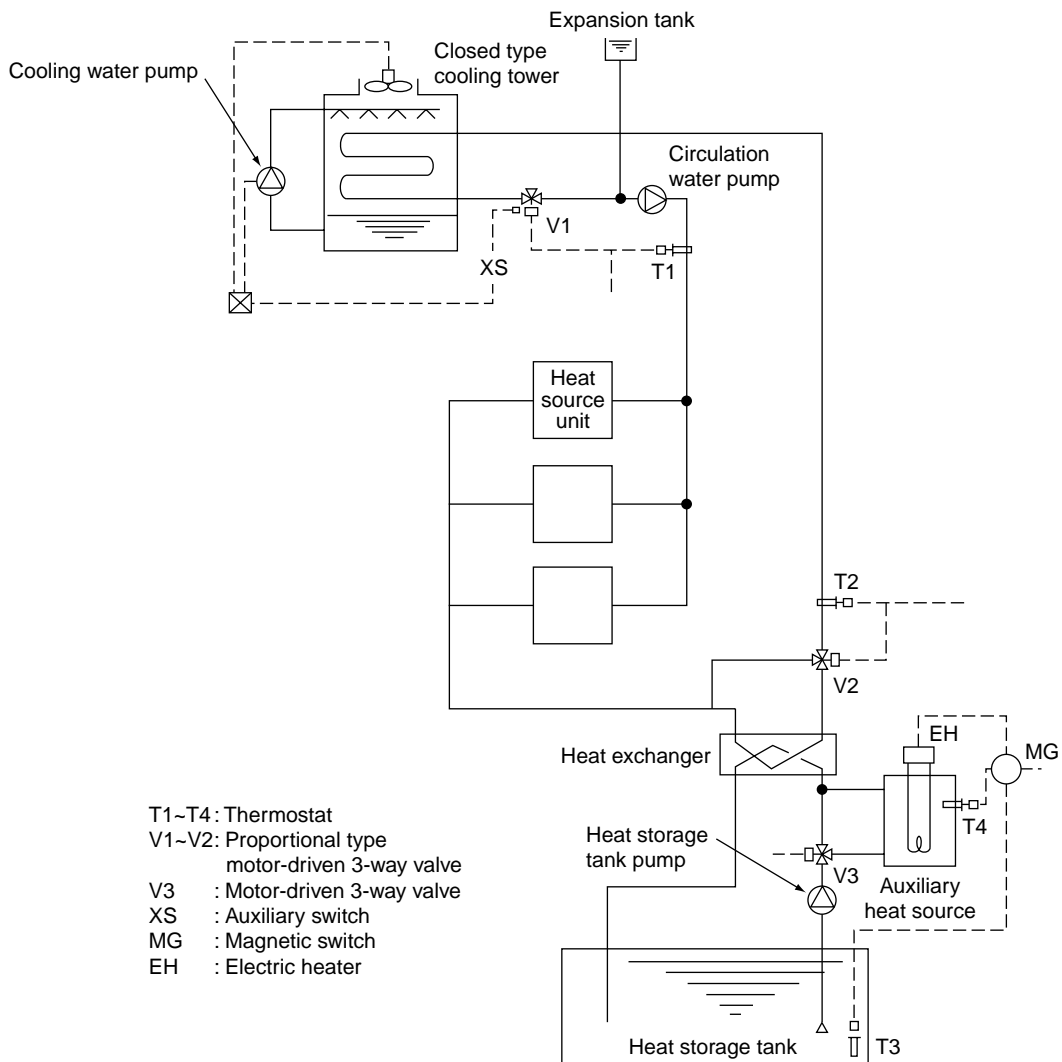 Expansion tank
Closed type
cooling tower
Cooling water pump
Circulation
water pump
V1
XS
T1
Heat
source
unit
T2
V2
EH
MG
Heat exchanger
T4
T1~T4 : Thermostat
V1~V2 : Proportional type
motor-driven 3-way valve
V3 : Motor-driven 3-way valve
XS : Auxiliary switch
MG : Magnetic switch
EH : Electric heater
Heat storage
tank pump
V3
Auxiliary
heat source
Heat storage tank
T3